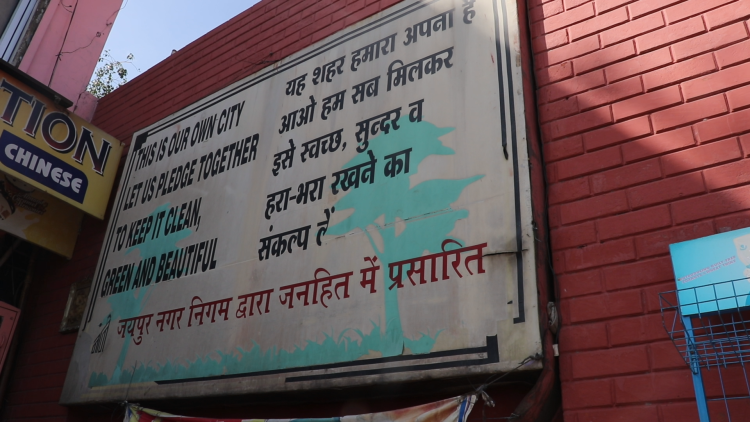 TION
CHINESE
THIS IS OUR OWN CITY
LET US PLEDGE TOGETHER
TO KEEP IT CLEAN,
GREEN AND BEAUTIFUL
यह शहर हमारा अपना है
आओ हम सब मिलकर
इसे स्वच्छ, सुन्दर व
हरा-भरा रखने का
संकल्प लें
जयपुर नगर निगम द्वारा जनहित में प्रसारित